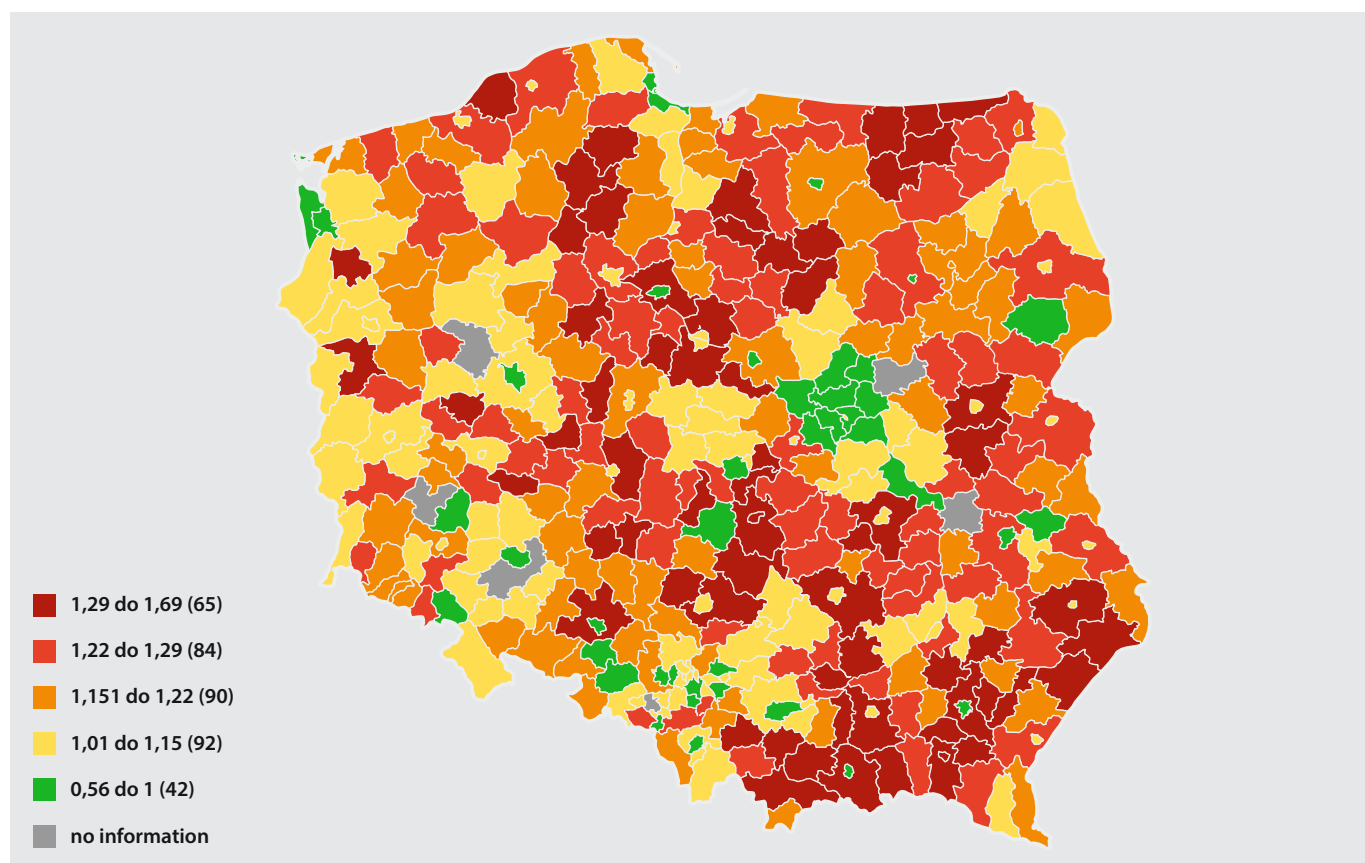 1,29 do 1,69 (65)
1,22 do 1,29 (84)
1,151 do 1,22 (90)
1,01 do 1,15 (92)
0,56 do 1 (42)
no information